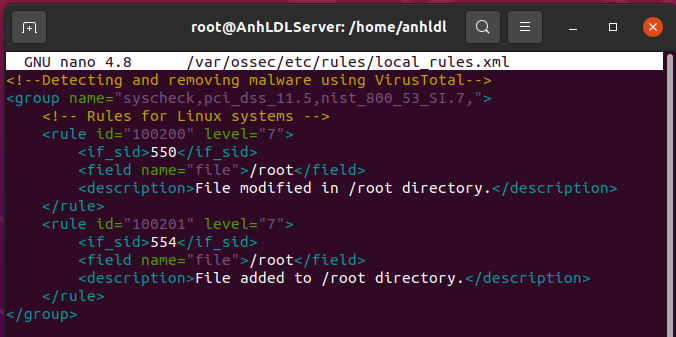 root@AnhLDLServer: /home/anhldl
GNU nano 4.8 /var/ossec/etc/rules/local_rules.xml
<!--Detecting and removing malware using VirusTotal-->
<group name="syscheck,pci_dss_11.5,nist_800_53_SI.7,">
    <!-- Rules for Linux systems -->
    <rule id="100200" level="7">
        <if_sid>550</if_sid>
        <field name="file">/root</field>
        <description>File modified in /root directory.</description>
    </rule>
    <rule id="100201" level="7">
        <if_sid>554</if_sid>
        <field name="file">/root</field>
        <description>File added to /root directory.</description>
    </rule>
</group>